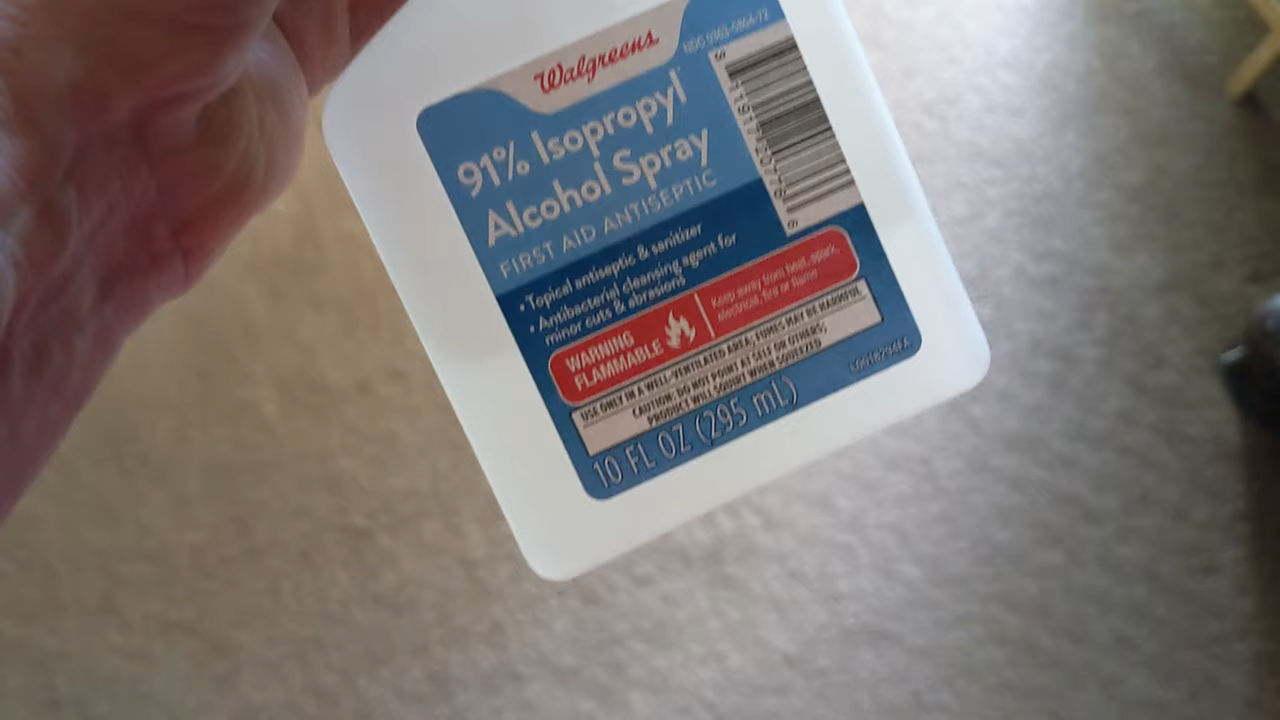 Walgreens
91% Isopropyl
Alcohol Spray
FIRST AID ANTISEPTIC
• Topical antiseptic & sanitizer
• Antibacterial cleansing agent for
minor cuts & abrasions
WARNING
FLAMMABLE
Keep away from heat, spark,
electrical, fire or flame
USE ONLY IN A WELL-VENTILATED AREA; FUMES MAY BE HARMFUL
CAUTION: DO NOT POINT AT SELF OR OTHERS;
PRODUCT WILL SQUIRT WHEN SQUEEZED
10 FL OZ (295 mL)